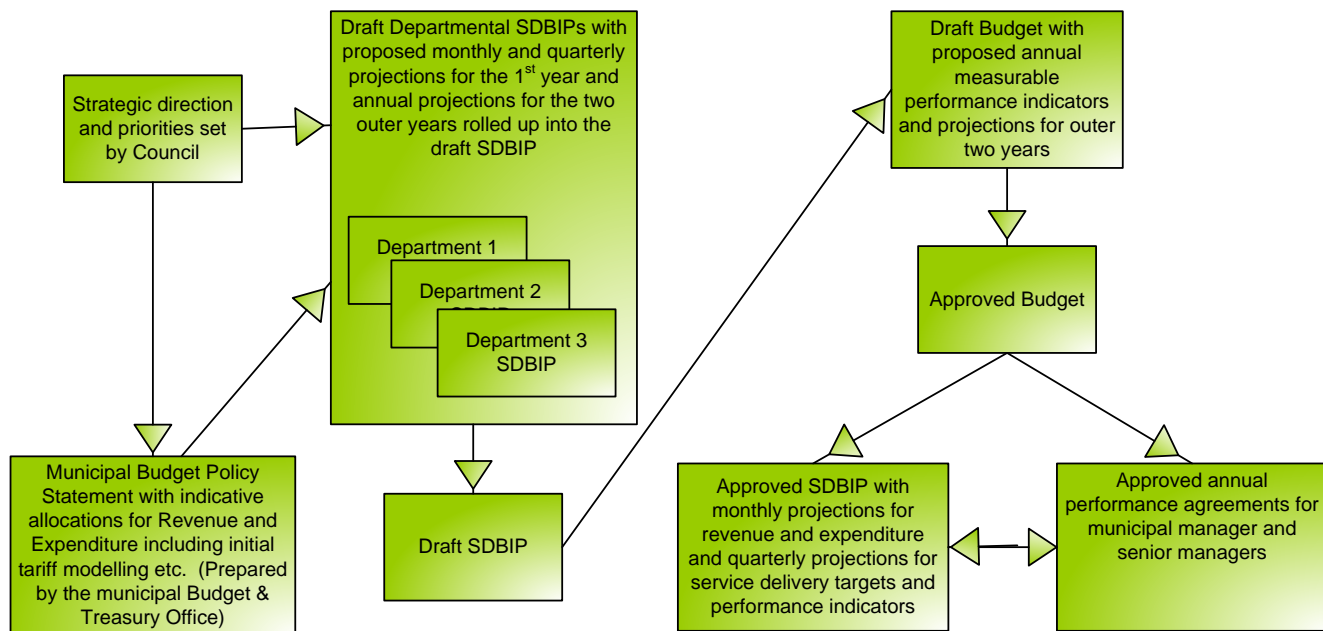 Strategic direction
and priorities set
by Council
Draft Departmental SDBIPs with
proposed monthly and quarterly
projections for the 1st year and
annual projections for the two
outer years rolled up into the
draft SDBIP
Department 1
Department 2
Department 3
SDBIP
Municipal Budget Policy
Statement with indicative
allocations for Revenue and
Expenditure including initial
tariff modelling etc. (Prepared
by the municipal Budget &
Treasury Office)
Draft SDBIP
Draft Budget with
proposed annual
measurable
performance indicators
and projections for outer
two years
Approved Budget
Approved SDBIP with
monthly projections for
revenue and expenditure
and quarterly projections for
service delivery targets and
performance indicators
Approved annual
performance agreements for
municipal manager and
senior managers